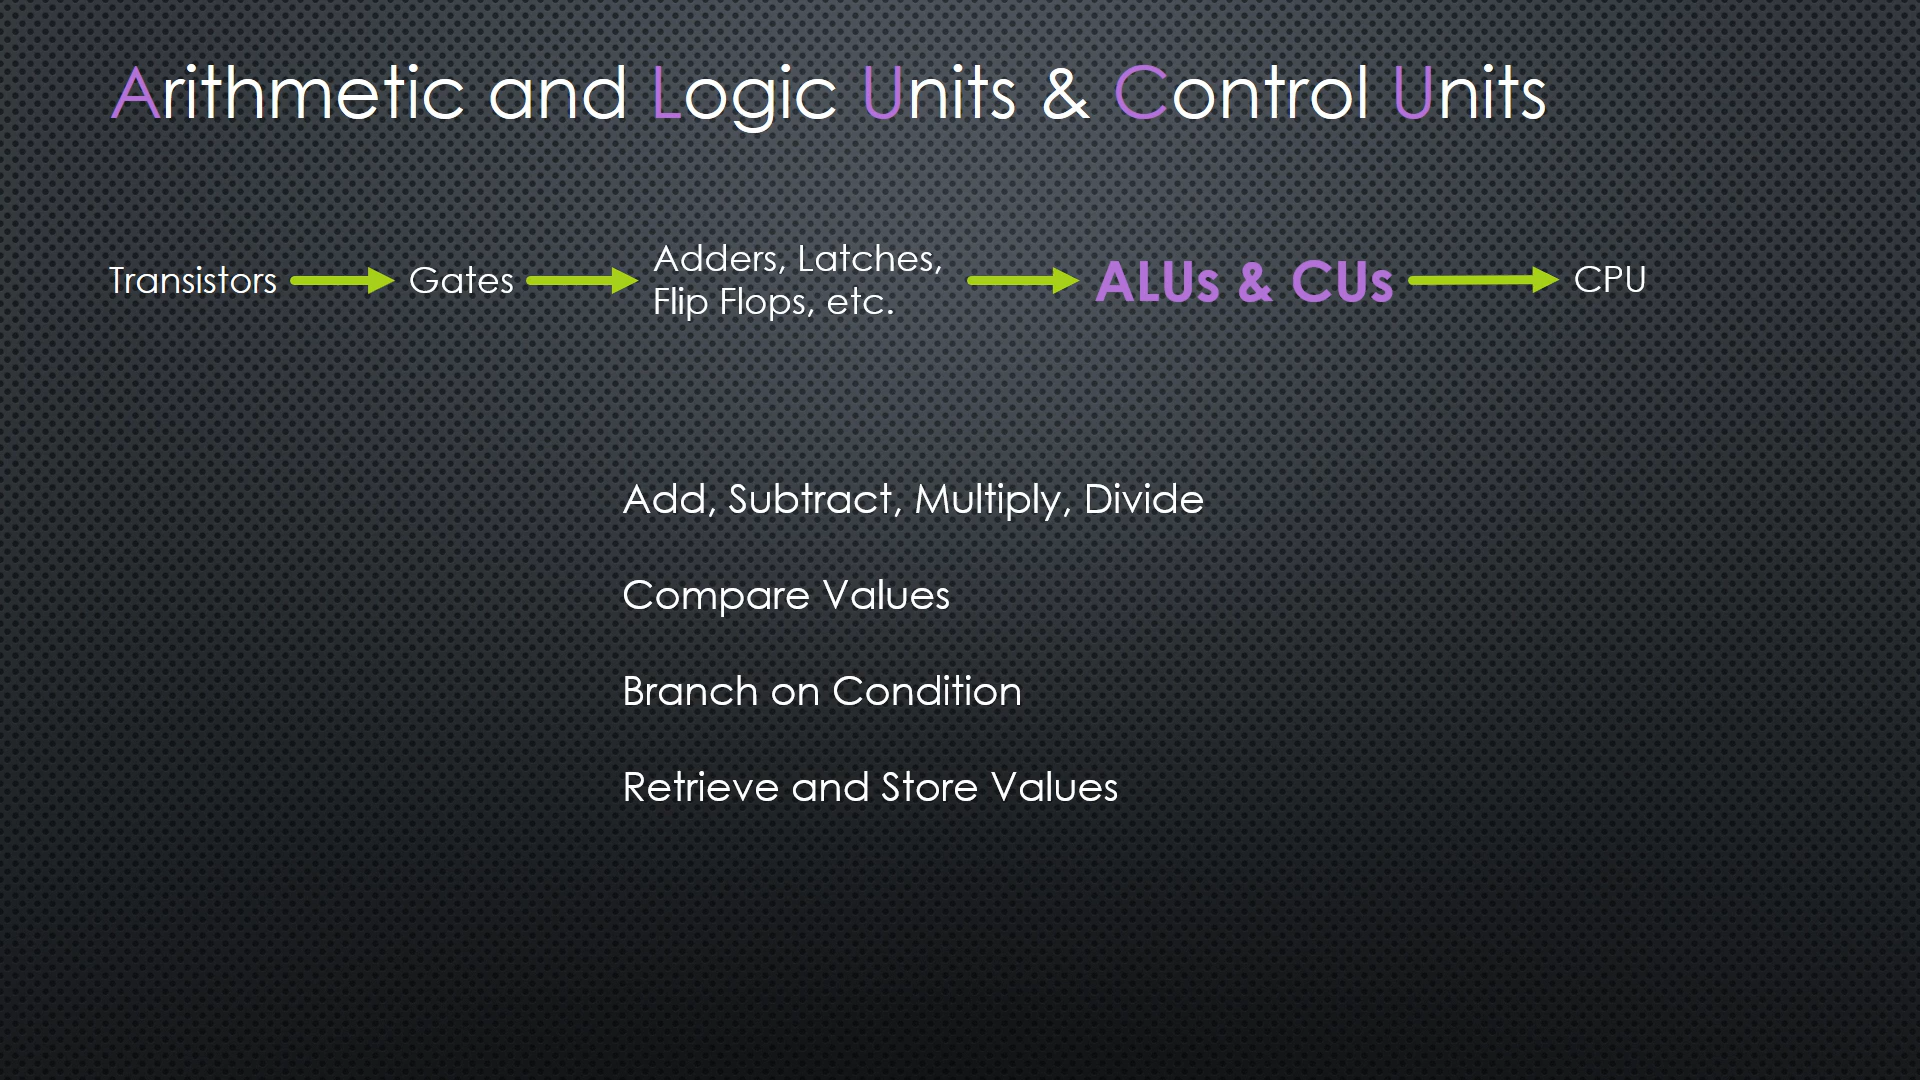 Arithmetic and Logic Units & Control Units
Transistors
Gates
Adders, Latches,
Flip Flops, etc.
ALUs & CUs
CPU
Add, Subtract, Multiply, Divide
Compare Values
Branch on Condition
Retrieve and Store Values